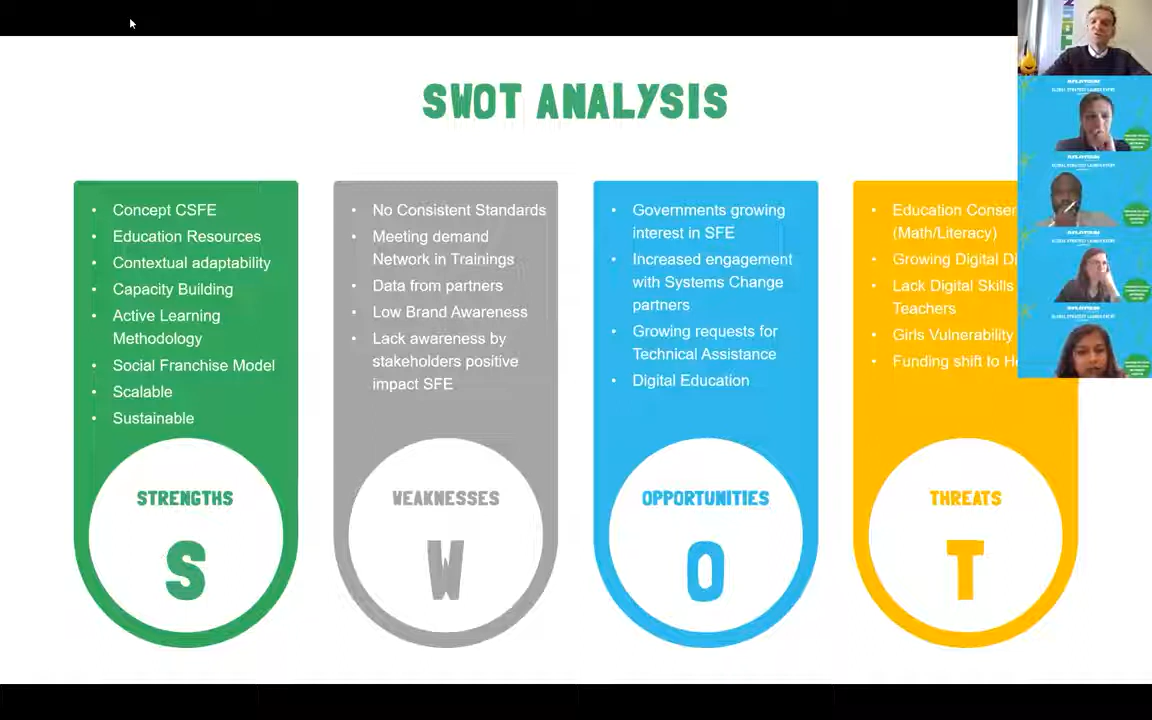 SWOT ANALYSIS
• Concept CSFE
• Education Resources
• Contextual adaptability
• Capacity Building
• Active Learning
Methodology
• Social Franchise Model
• Scalable
• Sustainable
STRENGTHS
S
• No Consistent Standards
• Meeting demand
Network in Trainings
• Data from partners
• Low Brand Awareness
• Lack awareness by
stakeholders positive
impact SFE
WEAKNESSES
W
• Governments growing
interest in SFE
• Increased engagement
with Systems Change
partners
• Growing requests for
Technical Assistance
• Digital Education
OPPORTUNITIES
O
• Education
(Math/Literacy)
• Growing Digital
• Lack Digital Skills
Teachers
• Girls Vulnerability
• Funding shift to
THREATS
T